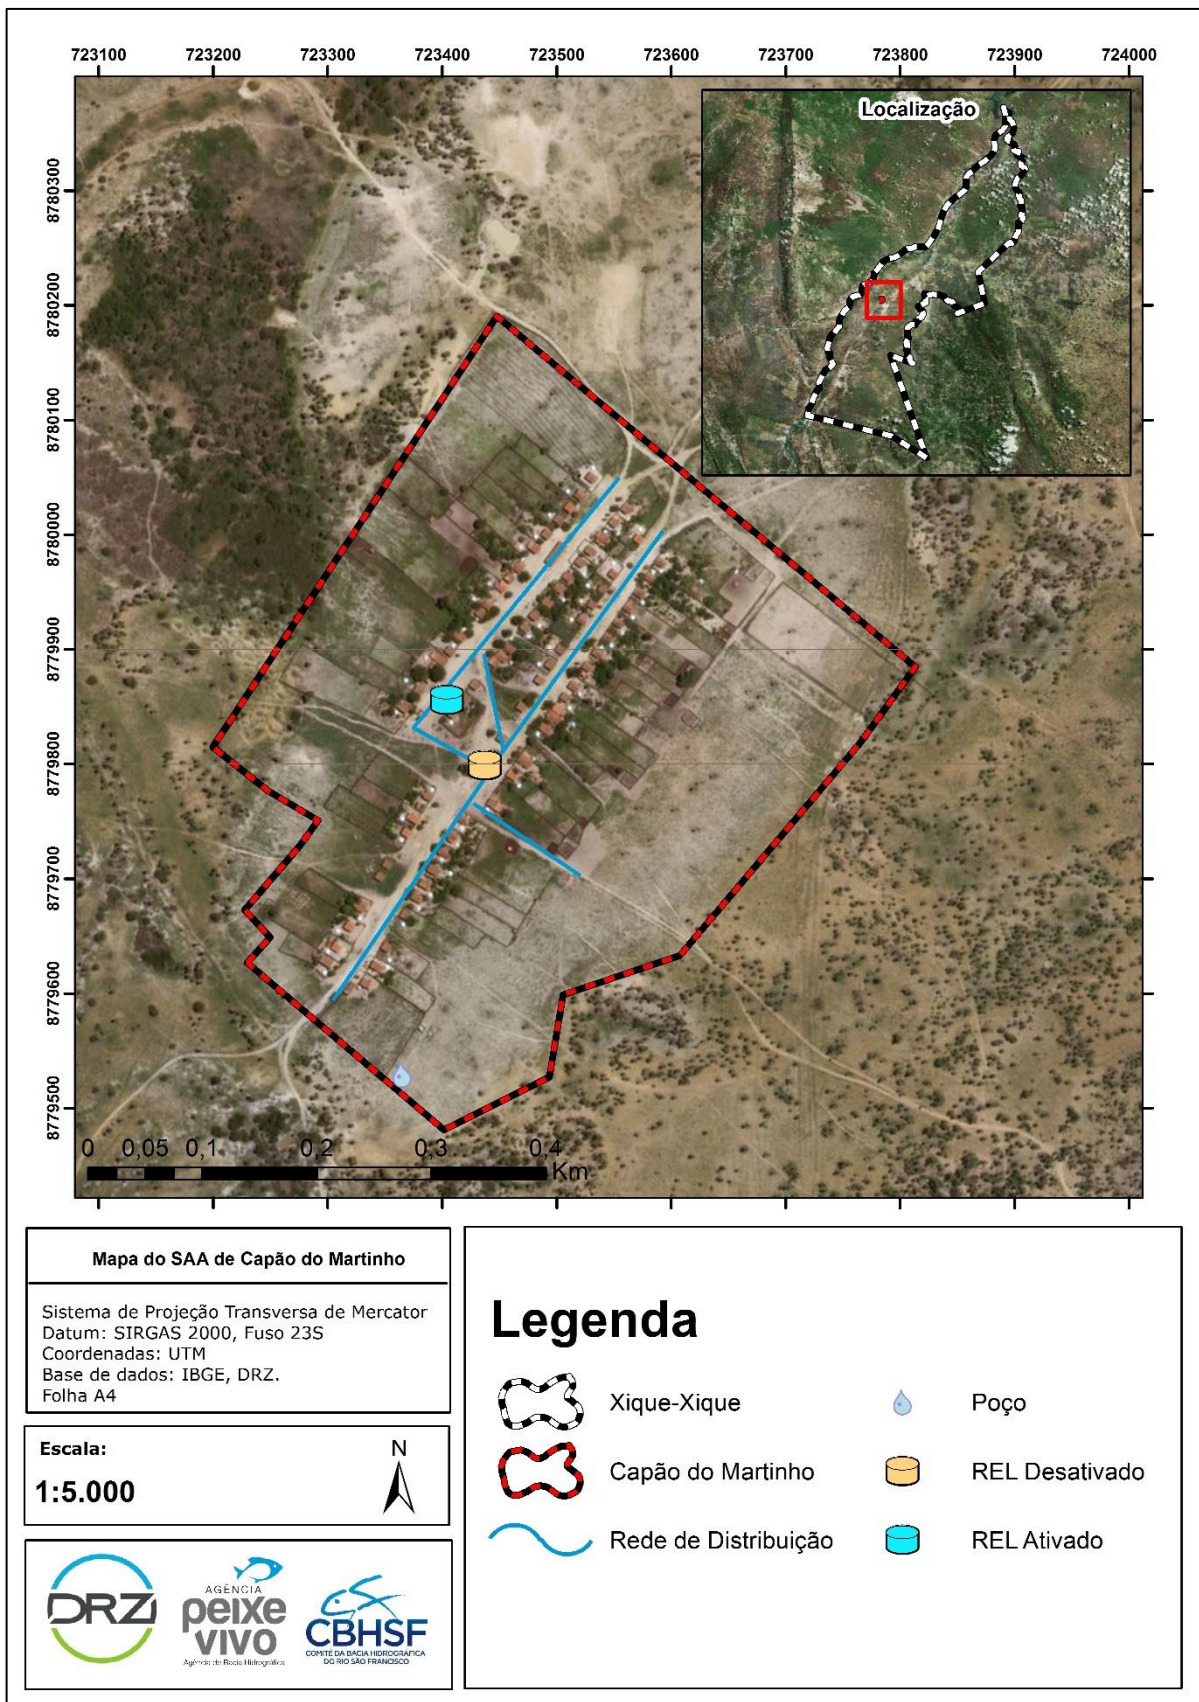 723100 723200 723300 723400 723500 723600 723700 723800 723900 724000
Localização
8780300
8780200
8780100
8780000
8779900
8779800
8779700
8779600
8779500
0 0,05 0,1 0,2 0,3 0,4
Km
Mapa do SAA de Capão do Martinho
Sistema de Projeção Transversa de Mercator
Datum: SIRGAS 2000, Fuso 23S
Coordenadas: UTM
Base de dados: IBGE, DRZ.
Folha A4
Escala:
1:5.000
N
DRZ
AGÊNCIA
peixe
vivo
Agência de Bacia Hidrográfica
CBHSF
COMITÊ DA BACIA HIDROGRÁFICA
DO RIO SÃO FRANCISCO
Legenda
Xique-Xique
Capão do Martinho
Rede de Distribuição
Poço
REL Desativado
REL Ativado